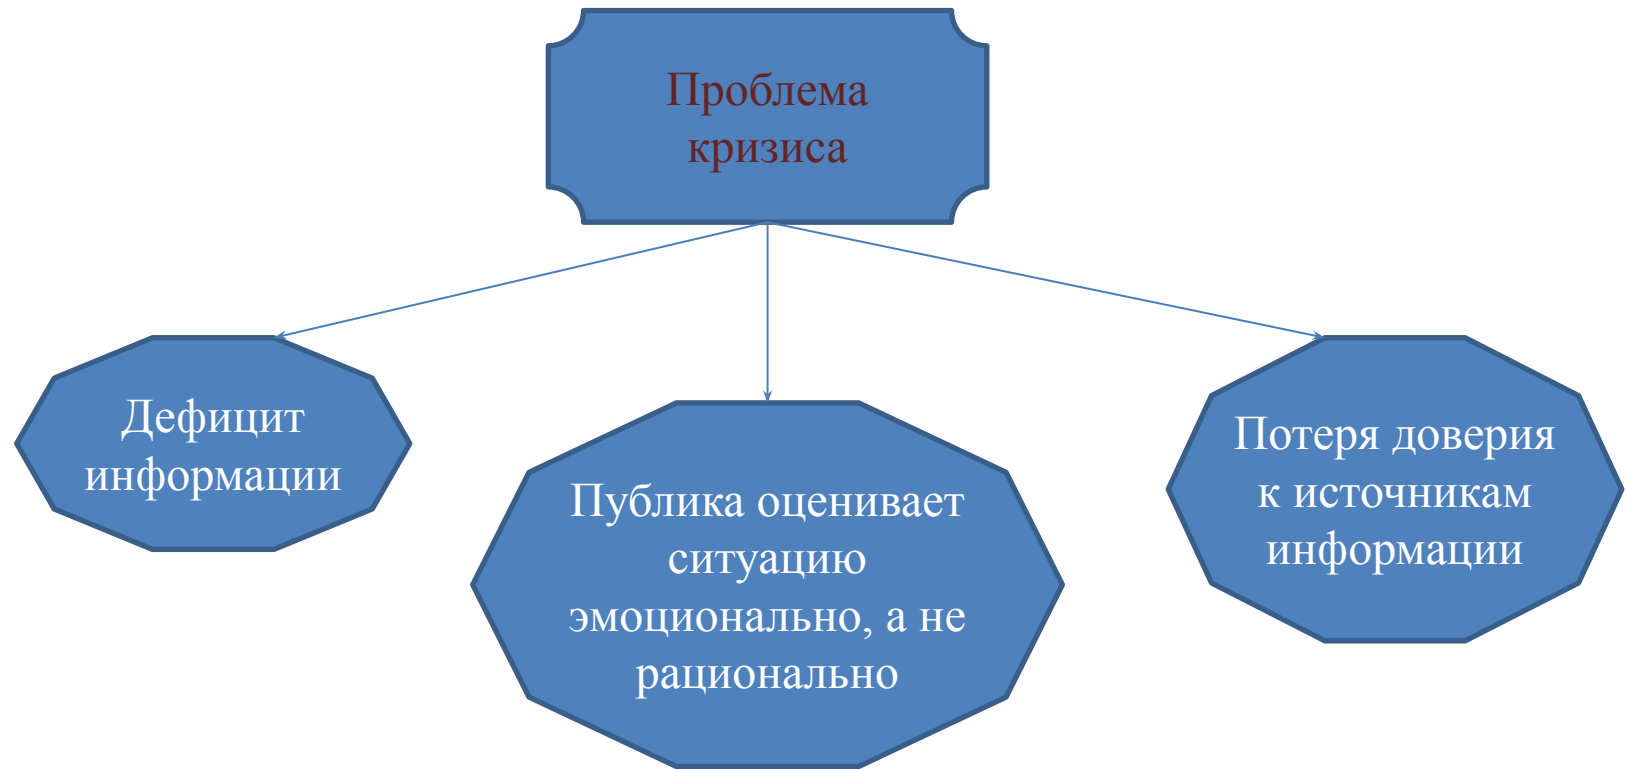 Проблема
кризиса
Дефицит
информации
Публика оценивает
ситуацию
эмоционально, а не
рационально
Потеря доверия
к источникам
информации